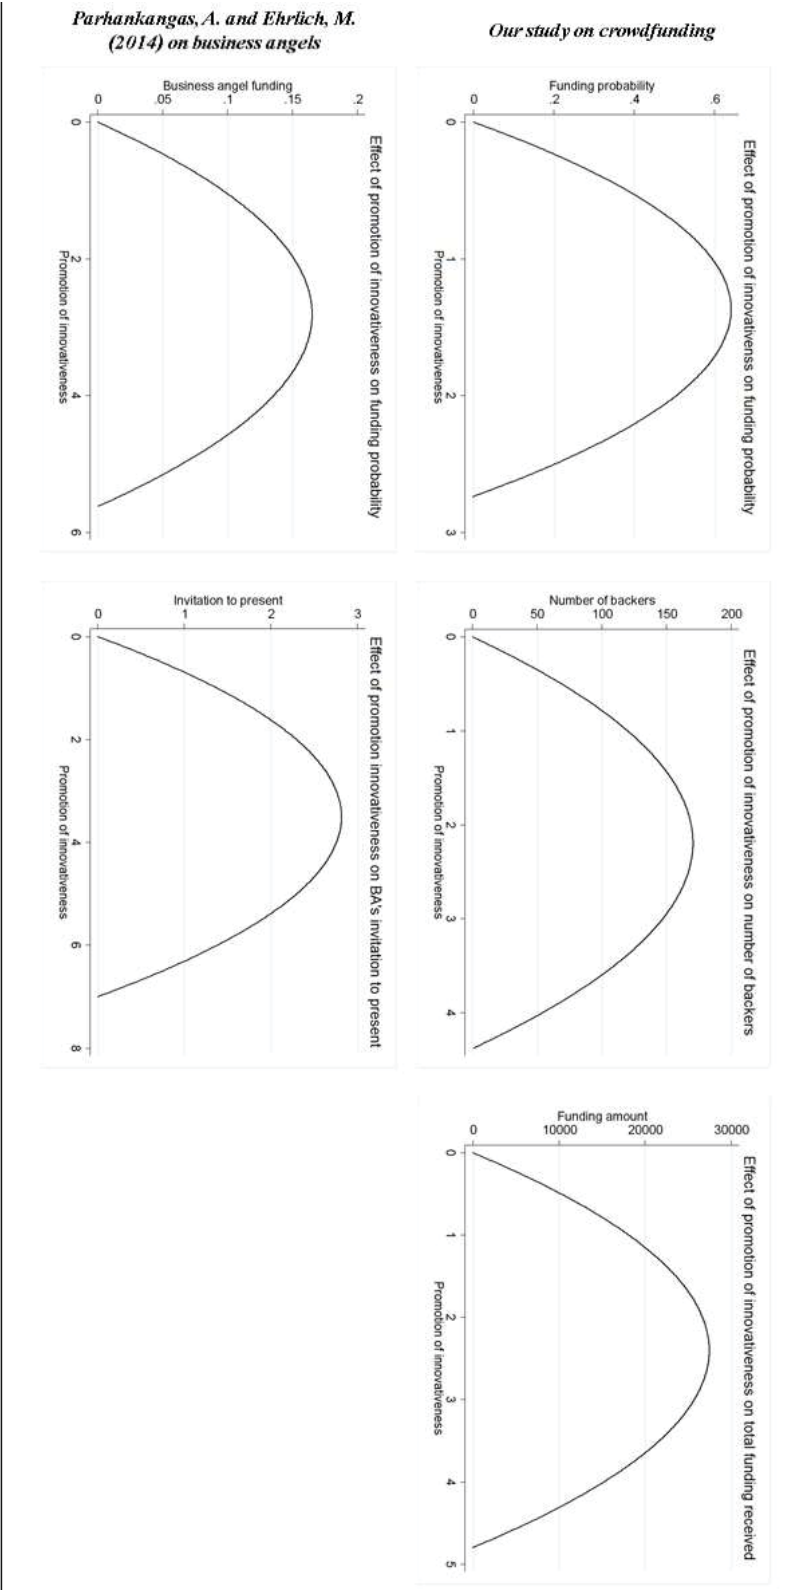 Parhankangas, A. and Ehrlich, M.
(2014) on business angels
Our study on crowdfunding
Effect of promotion of innovativenss on funding probability
Funding probability
0 .2 .4 .6
0 1 2 3
Promotion of innovativeness
Effect of promotion of innovativeness on number of backers
Number of backers
0 50 100 150 200
0 1 2 3 4
Promotion of innovativeness
Effect of promotion of innovativeness on total funding received
Funding amount
0 10000 20000 30000
0 1 2 3 4 5
Promotion of innovativeness
Effect of promotion of innovativeness on funding probability
Business angel funding
0 .05 .1 .15 .2
0 2 4 6
Promotion of innovativeness
Effect of promotion innovativeness on BA's invitation to present
Invitation to present
0 1 2 3
0 2 4 6 8
Promotion of innovativeness